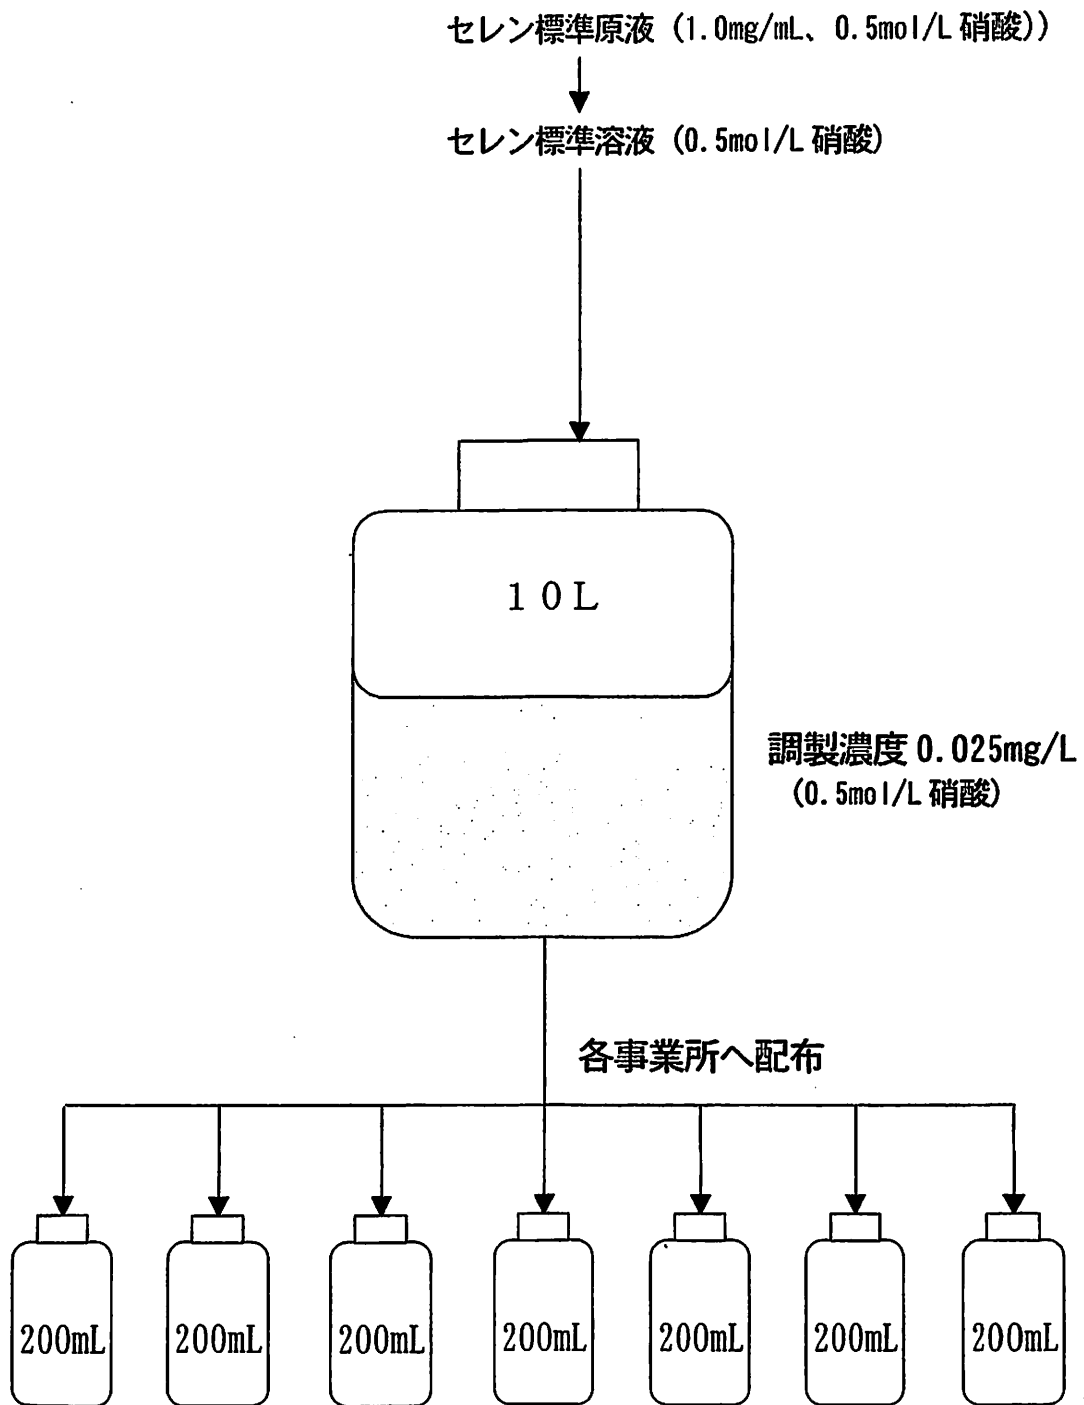 セレン標準原液（1.0mg/mL、0.5mol/L 硝酸））
セレン標準溶液（0.5mol/L 硝酸）
１０L
調製濃度 0.025mg/L
（0.5mol/L 硝酸）
各事業所へ配布
200mL 200mL 200mL 200mL 200mL 200mL 200mL